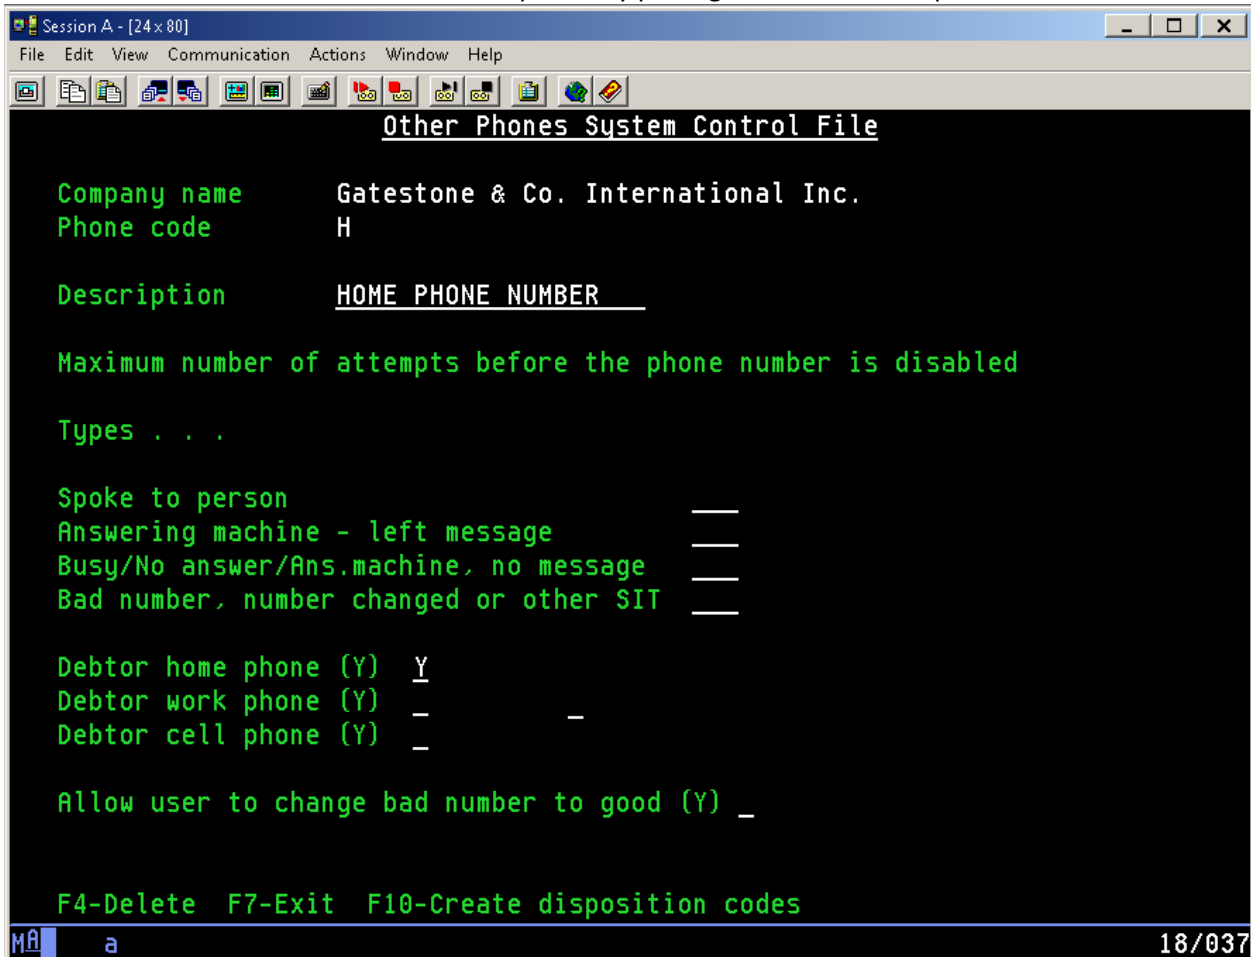 Session A - [24 x 80]
File Edit View Communication Actions Window Help
Other Phones System Control File
Company name Gatestone & Co. International Inc.
Phone code H
Description HOME PHONE NUMBER
Maximum number of attempts before the phone number is disabled
Types . . .
Spoke to person
Answering machine - left message
Busy/No answer/Ans.machine, no message
Bad number, number changed or other SIT
Debtor home phone (Y) Y
Debtor work phone (Y)
Debtor cell phone (Y)
Allow user to change bad number to good (Y)
F4-Delete F7-Exit F10-Create disposition codes
MA a 18/037